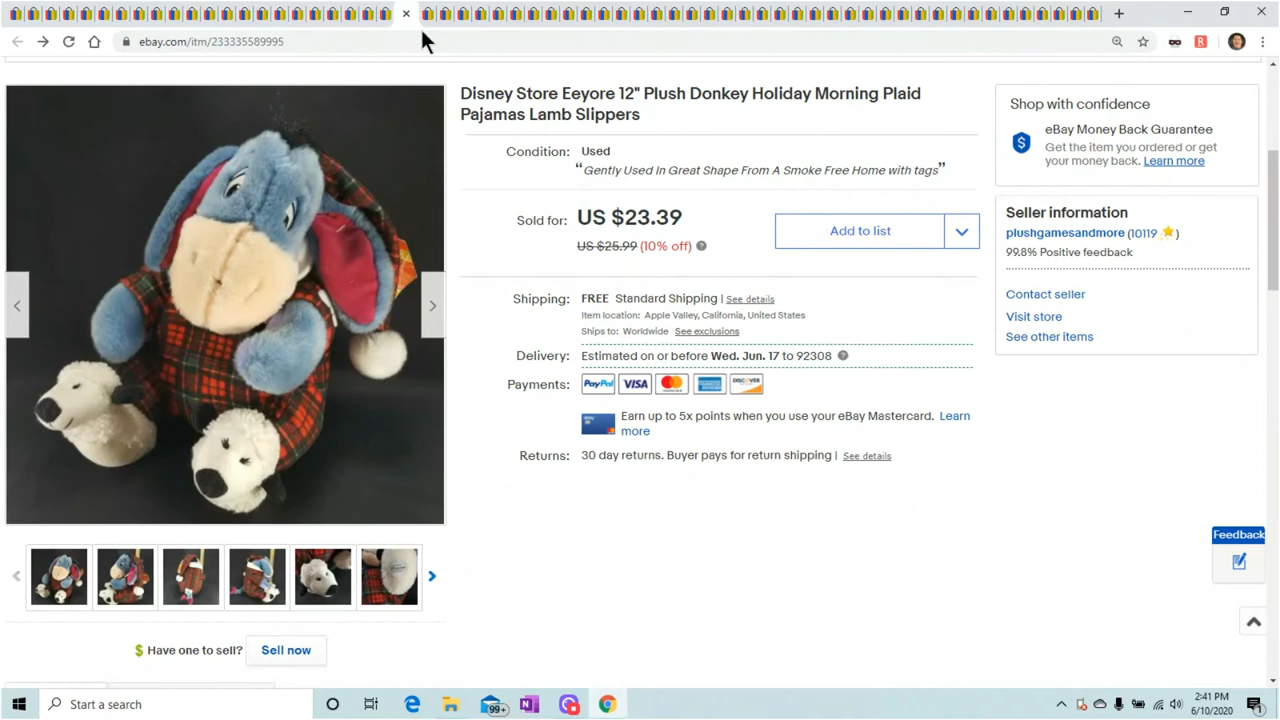 ebay.com/itm/233335589995
Disney Store Eeyore 12" Plush Donkey Holiday Morning Plaid
Pajamas Lamb Slippers
Condition: Used
“Gently Used In Great Shape From A Smoke Free Home with tags”
Sold for: US $23.39
US $25.99 (10% off)
Add to list
Shipping: FREE Standard Shipping | See details
Item location: Apple Valley, California, United States
Ships to: Worldwide See exclusions
Delivery: Estimated on or before Wed. Jun. 17 to 92308
Payments: PayPal VISA
DISCOVER
Earn up to 5x points when you use your eBay Mastercard. Learn
more
Returns: 30 day returns. Buyer pays for return shipping | See details
Shop with confidence
eBay Money Back Guarantee
Get the item you ordered or get
your money back. Learn more
Seller information
plushgamesandmore (10119 )
99.8% Positive feedback
Contact seller
Visit store
See other items
Feedback
Have one to sell? Sell now
Start a search
99+
2:41 PM
6/10/2020
1